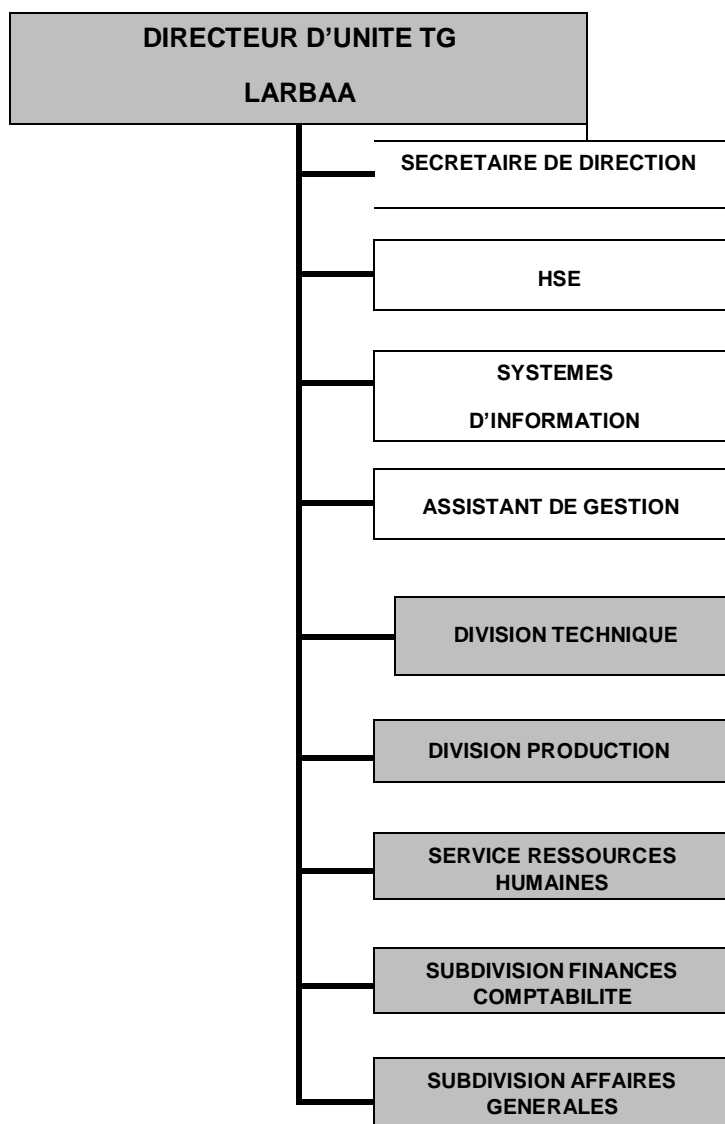 DIRECTEUR D’UNITE TG
LARBAA
SECRETAIRE DE DIRECTION
HSE
SYSTEMES
D’INFORMATION
ASSISTANT DE GESTION
DIVISION TECHNIQUE
DIVISION PRODUCTION
SERVICE RESSOURCES
HUMAINES
SUBDIVISION FINANCES
COMPTABILITE
SUBDIVISION AFFAIRES
GENERALES